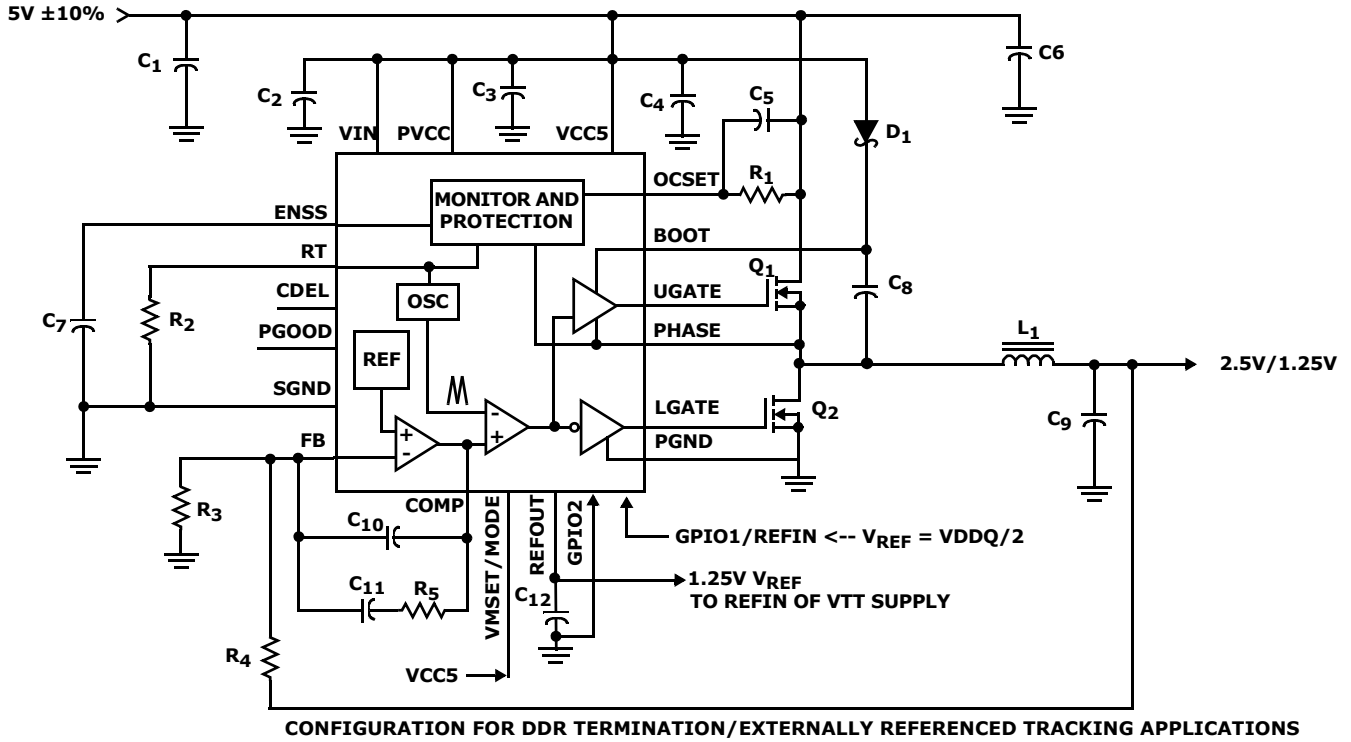 5V ±10%
C1
C2
C3
C4
C5
C6
D1
VIN
PVCC
VCC5
OCSET
R1
MONITOR AND
PROTECTION
ENSS
BOOT
RT
Q1
C8
CDEL
OSC
UGATE
C7
R2
PGOOD
PHASE
L1
REF
2.5V/1.25V
SGND
LGATE
Q2
C9
FB
+
-
-
+
PGND
R3
COMP
VMSET/MODE
REFOUT
GPIO2
C10
GPIO1/REFIN <-- VREF = VDDQ/2
C11
R5
C12
1.25V VREF
TO REFIN OF VTT SUPPLY
R4
VCC5
CONFIGURATION FOR DDR TERMINATION/EXTERNALLY REFERENCED TRACKING APPLICATIONS